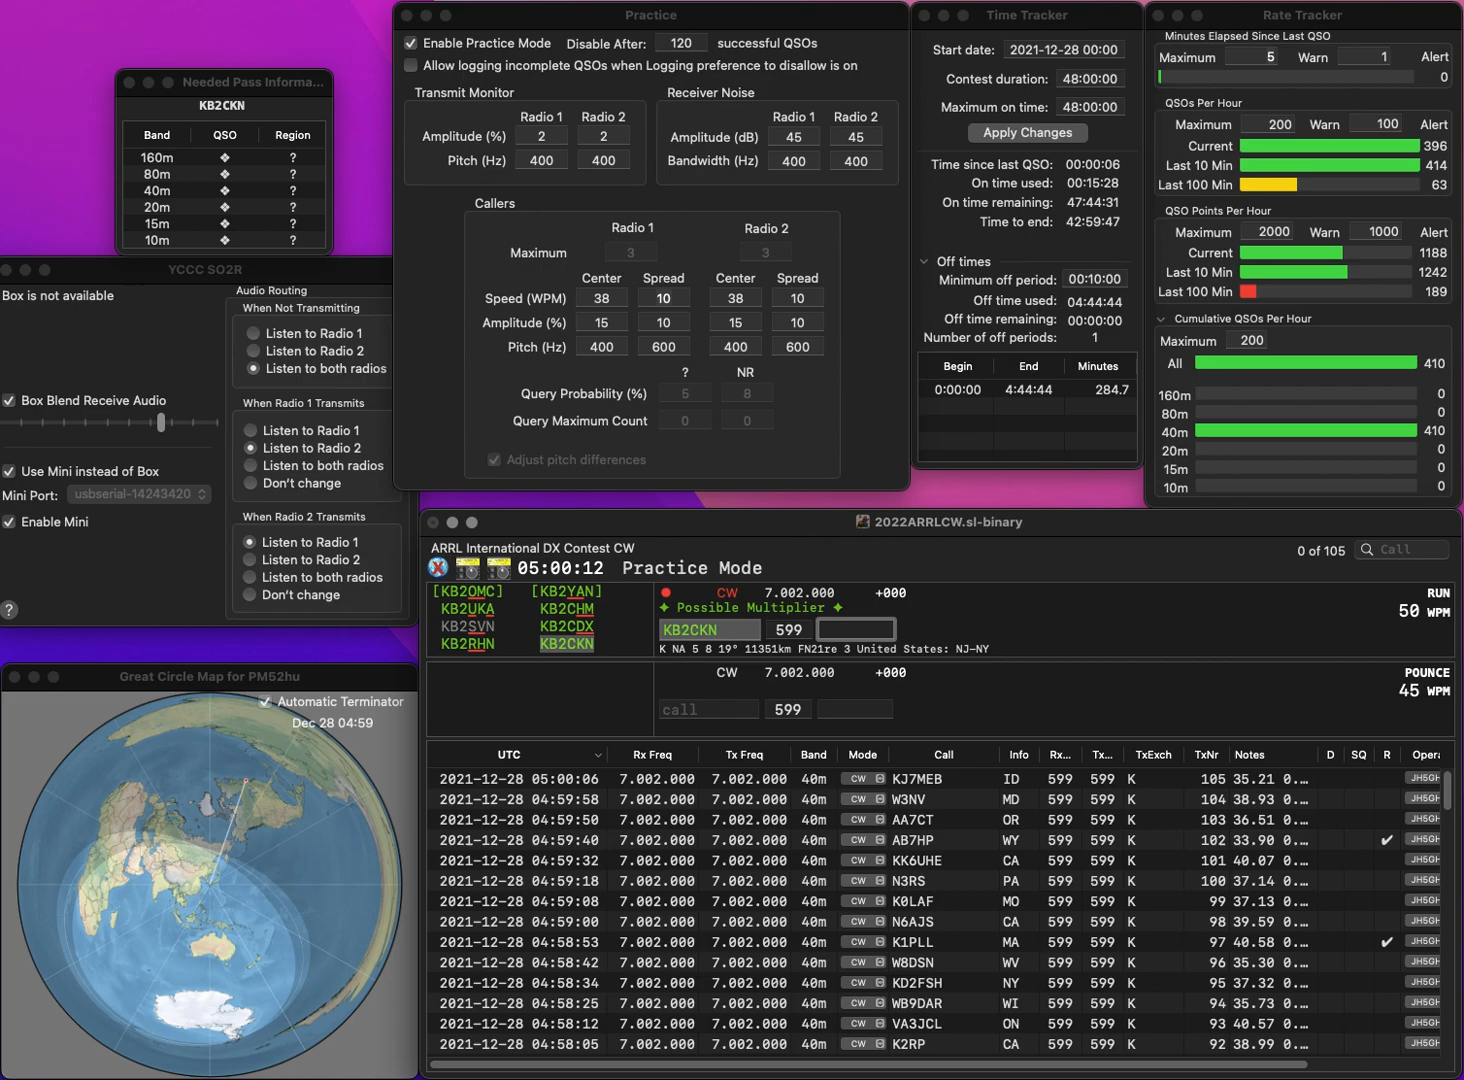 Needed Pass Informa...
KB2CKN
Band QSO Region
160m ❖ ?
80m ❖ ?
40m ❖ ?
20m ❖ ?
15m ❖ ?
10m ❖ ?
YCCC SO2R
Box is not available
Box Blend Receive Audio
Use Mini instead of Box
Mini Port: usbserial-14243420
Enable Mini
?
Audio Routing
When Not Transmitting
Listen to Radio 1
Listen to Radio 2
Listen to both radios
When Radio 1 Transmits
Listen to Radio 1
Listen to Radio 2
Listen to both radios
Don't change
When Radio 2 Transmits
Listen to Radio 1
Listen to Radio 2
Listen to both radios
Don't change
Great Circle Map for PM52hu
Automatic Terminator
Dec 28 04:59
Practice
Enable Practice Mode Disable After: 120 successful QSOs
Allow logging incomplete QSOs when Logging preference to disallow is on
Transmit Monitor
Radio 1 Radio 2
Amplitude (%) 2 2
Pitch (Hz) 400 400
Receiver Noise
Radio 1 Radio 2
Amplitude (dB) 45 45
Bandwidth (Hz) 400 400
Callers
Radio 1 Radio 2
Maximum 3 3
Center Spread Center Spread
Speed (WPM) 38 10 38 10
Amplitude (%) 15 10 15 10
Pitch (Hz) 400 600 400 600
? NR
Query Probability (%) 5 8
Query Maximum Count 0 0
Adjust pitch differences
Time Tracker
Start date: 2021-12-28 00:00
Contest duration: 48:00:00
Maximum on time: 48:00:00
Apply Changes
Time since last QSO: 00:00:06
On time used: 00:15:28
On time remaining: 47:44:31
Time to end: 42:59:47
Off times
Minimum off period: 00:10:00
Off time used: 04:44:44
Off time remaining: 00:00:00
Number of off periods: 1
Begin End Minutes
0:00:00 4:44:44 284.7
Rate Tracker
Minutes Elapsed Since Last QSO
Maximum 5 Warn 1 Alert
0
QSOs Per Hour
Maximum 200 Warn 100 Alert
Current 396
Last 10 Min 414
Last 100 Min 63
QSO Points Per Hour
Maximum 2000 Warn 1000 Alert
Current 1188
Last 10 Min 1242
Last 100 Min 189
Cumulative QSOs Per Hour
Maximum 200
All 410
160m 0
80m 0
40m 410
20m 0
15m 0
10m 0
2022ARRLCW.sl-binary
ARRL International DX Contest CW
0 of 105 Call
05:00:12 Practice Mode
[KB2OMC] [KB2YAN]
KB2UKA KB2CHM
KB2SVN KB2CDX
KB2RHN KB2CKN
CW 7.002.000 +000 RUN
✦ Possible Multiplier ✦ 50 WPM
KB2CKN 599
K NA 5 8 19° 11351km FN21re 3 United States: NJ-NY
CW 7.002.000 +000 POUNCE
45 WPM
call 599
UTC Rx Freq Tx Freq Band Mode Call Info Rx... Tx... TxExch TxNr Notes D SQ R Opera
2021-12-28 05:00:06 7.002.000 7.002.000 40m CW KJ7MEB ID 599 599 K 105 35.21 0.… JH5GH
2021-12-28 04:59:58 7.002.000 7.002.000 40m CW W3NV MD 599 599 K 104 38.93 0.… JH5GH
2021-12-28 04:59:50 7.002.000 7.002.000 40m CW AA7CT OR 599 599 K 103 36.51 0.… JH5GH
2021-12-28 04:59:40 7.002.000 7.002.000 40m CW AB7HP WY 599 599 K 102 33.90 0.… ✔ JH5GH
2021-12-28 04:59:32 7.002.000 7.002.000 40m CW KK6UHE CA 599 599 K 101 40.07 0.… JH5GH
2021-12-28 04:59:18 7.002.000 7.002.000 40m CW N3RS PA 599 599 K 100 37.14 0.… JH5GH
2021-12-28 04:59:08 7.002.000 7.002.000 40m CW K0LAF MO 599 599 K 99 37.13 0.… JH5GH
2021-12-28 04:59:00 7.002.000 7.002.000 40m CW N6AJS CA 599 599 K 98 39.59 0.… JH5GH
2021-12-28 04:58:53 7.002.000 7.002.000 40m CW K1PLL MA 599 599 K 97 40.58 0.… ✔ JH5GH
2021-12-28 04:58:42 7.002.000 7.002.000 40m CW W8DSN WV 599 599 K 96 35.30 0.… JH5GH
2021-12-28 04:58:34 7.002.000 7.002.000 40m CW KD2FSH NY 599 599 K 95 37.32 0.… JH5GH
2021-12-28 04:58:25 7.002.000 7.002.000 40m CW WB9DAR WI 599 599 K 94 35.73 0.… JH5GH
2021-12-28 04:58:12 7.002.000 7.002.000 40m CW VA3JCL ON 599 599 K 93 40.57 0.… JH5GH
2021-12-28 04:58:05 7.002.000 7.002.000 40m CW K2RP CA 599 599 K 92 38.99 0.… JH5GH